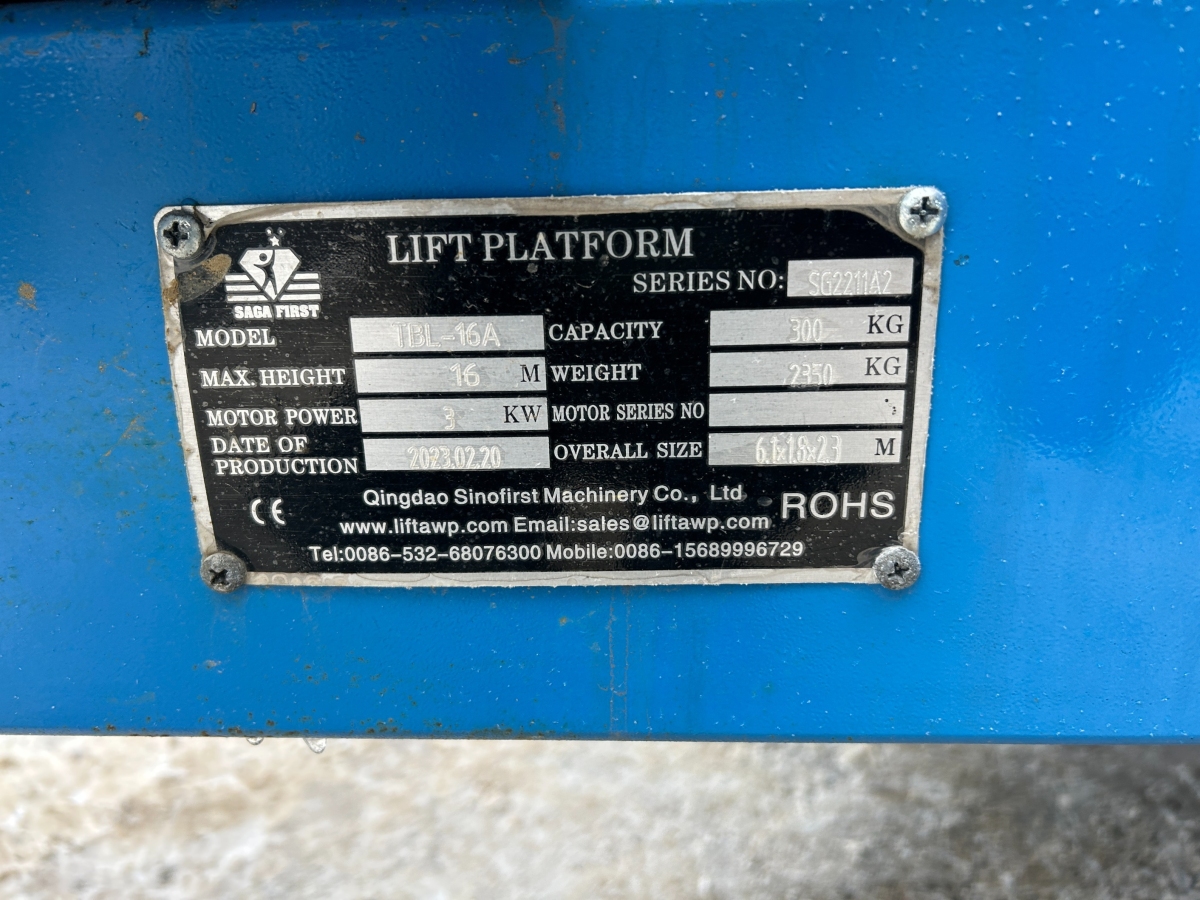 LIFT PLATFORM
SERIES NO: SG2211A2
SAGA FIRST
MODEL TBL-16A CAPACITY 300 KG
MAX. HEIGHT 16 M WEIGHT 2350 KG
MOTOR POWER 3 KW MOTOR SERIES NO
DATE OF PRODUCTION 2023.02.20 OVERALL SIZE 6.1x1.8x2.3 M
CE Qingdao Sinofirst Machinery Co., Ltd ROHS
www.liftawp.com Email:sales@liftawp.com
Tel:0086-532-68076300 Mobile:0086-15689996729